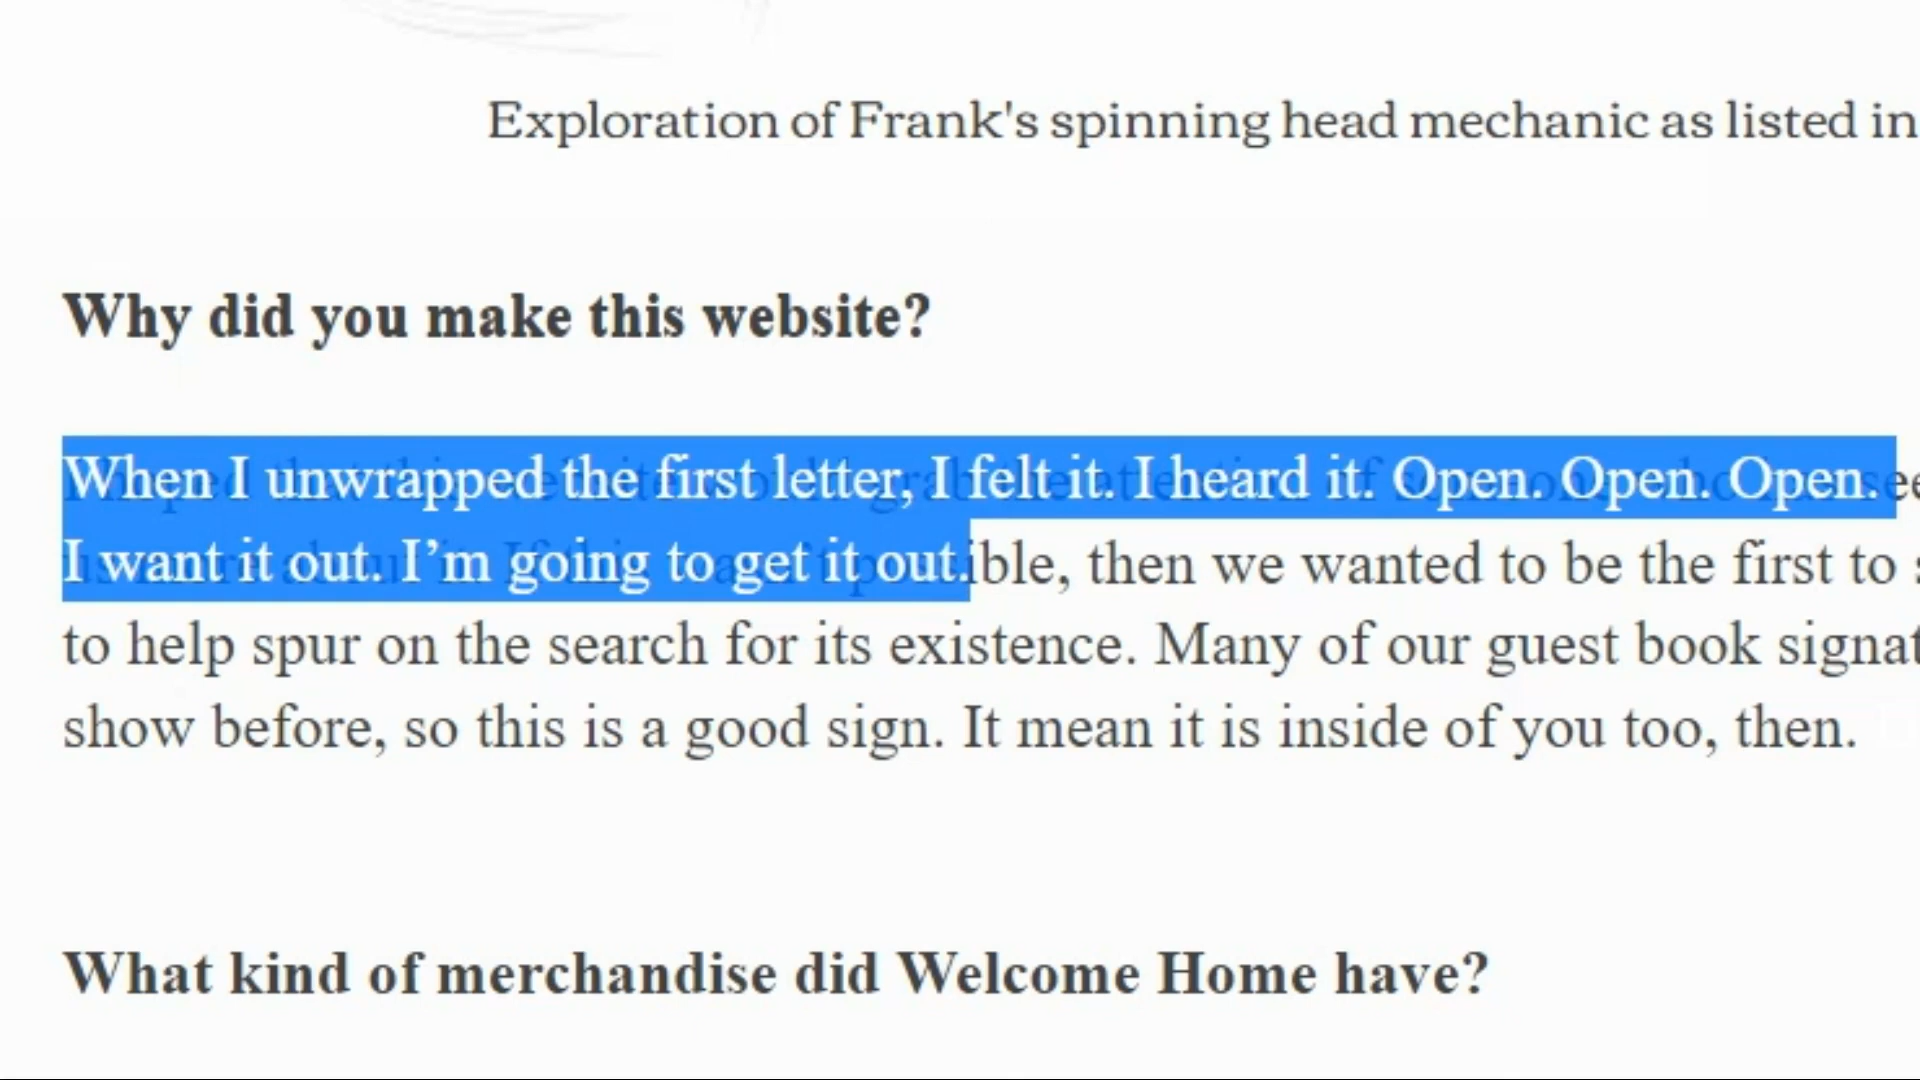 Exploration of Frank's spinning head mechanic as listed in
Why did you make this website?
When I unwrapped the first letter, I felt it. I heard it. Open. Open. Open.
I want it out. I’m going to get it out.ible, then we wanted to be the first to
to help spur on the search for its existence. Many of our guest book signat
show before, so this is a good sign. It mean it is inside of you too, then.
What kind of merchandise did Welcome Home have?